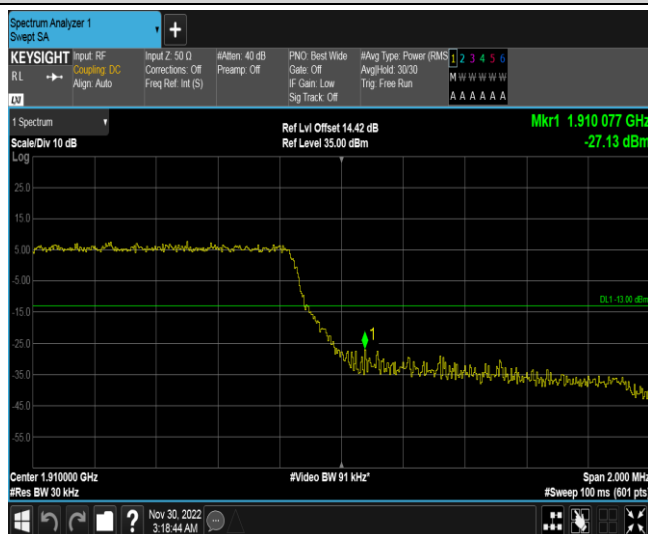 Spectrum Analyzer 1
Swept SA
+
KEYSIGHT
RL
Input: RF
Coupling: DC
Align: Auto
Input Z: 50 Ω
Corrections: Off
Freq Ref: Int (S)
#Atten: 40 dB
Preamp: Off
PNO: Best Wide
Gate: Off
IF Gain: Low
Sig Track: Off
#Avg Type: Power (RMS
Avg|Hold: 30/30
Trig: Free Run
1 2 3 4 5 6
M W W W W W
A A A A A A
LXI
1 Spectrum
Scale/Div 10 dB
Ref Lvl Offset 14.42 dB
Ref Level 35.00 dBm
Mkr1 1.910 077 GHz
-27.13 dBm
Log
25.0
15.0
5.00
-5.00
-15.0
-25.0
-35.0
-45.0
-55.0
DL1 -13.00 dBm
1
Center 1.910000 GHz
#Res BW 30 kHz
#Video BW 91 kHz*
Span 2.000 MHz
#Sweep 100 ms (601 pts)
?
Nov 30, 2022
3:18:44 AM